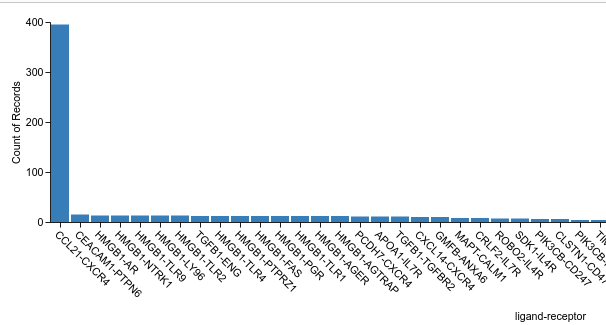 400
300
200
100
0
Count of Records
CCL21-CXCR4
CEACAM1-PTPN6
HMGB1-AR
HMGB1-NTRK1
HMGB1-TLR9
HMGB1-LY96
HMGB1-TLR2
TGFB1-ENG
HMGB1-TLR4
HMGB1-PTPRZ1
HMGB1-FAS
HMGB1-PGR
HMGB1-TLR1
HMGB1-AGER
HMGB1-AGTRAP
PCDH7-CXCR4
APOA1-IL7R
TGFB1-TGFBR2
CXCL14-CXCR4
GMFB-ANXA6
MAPT-CALM1
CRLF2-IL7R
ROBO2-IL4R
SDK1-IL4R
PIK3CB-CD247
CLSTN1-CD47
PIK3CB-
ligand-receptor